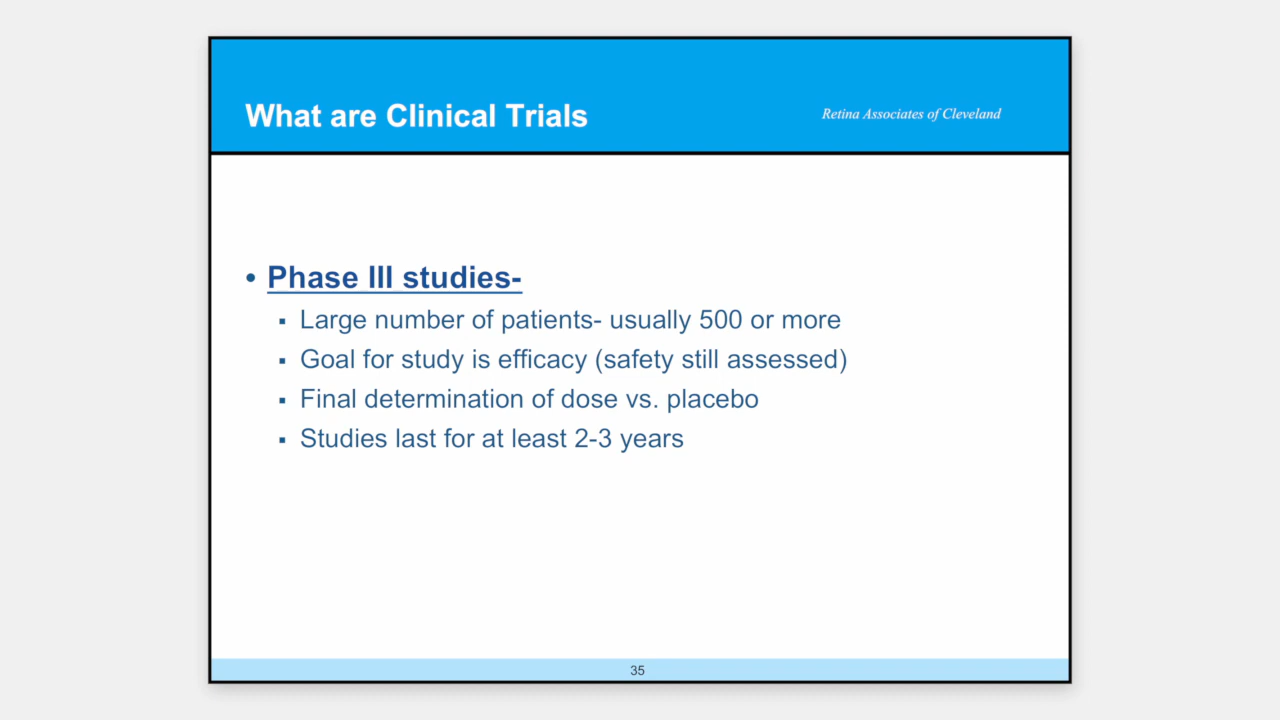 What are Clinical Trials
Retina Associates of Cleveland
• Phase III studies-
▪ Large number of patients- usually 500 or more
▪ Goal for study is efficacy (safety still assessed)
▪ Final determination of dose vs. placebo
▪ Studies last for at least 2-3 years
35